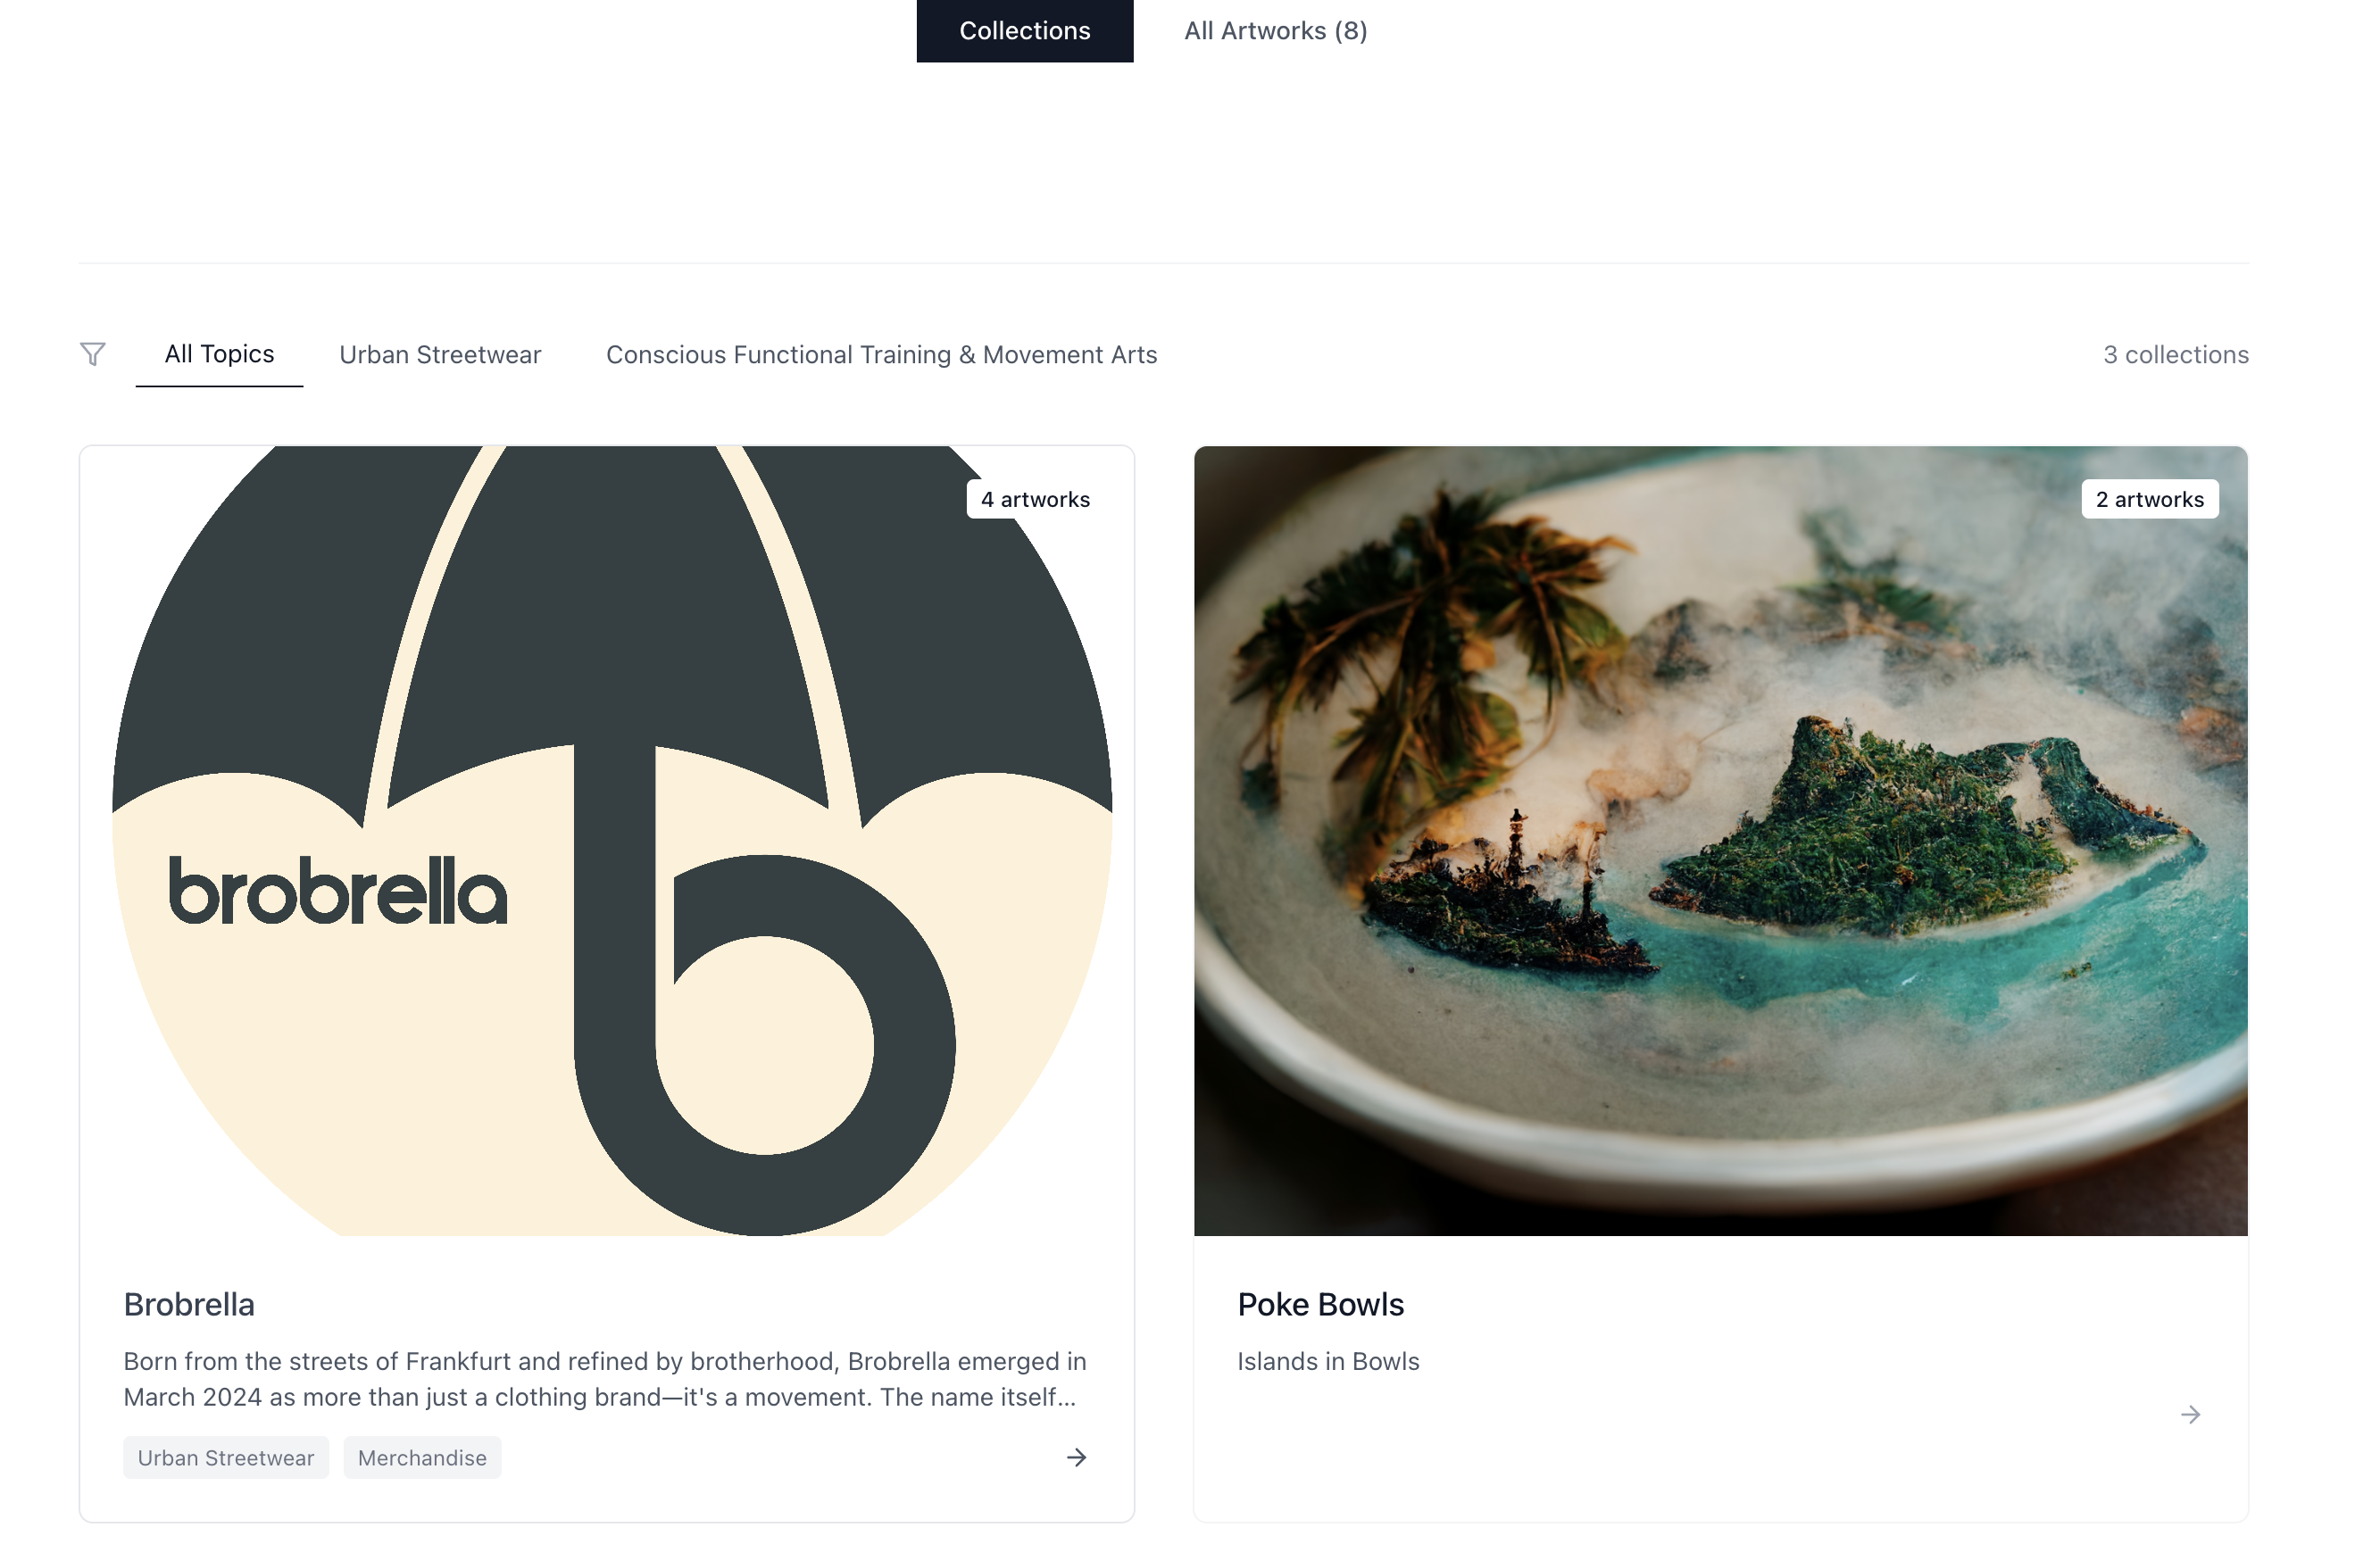 Collections
All Artworks (8)
All Topics
Urban Streetwear
Conscious Functional Training & Movement Arts
3 collections
4 artworks
brobrella
b
Brobrella
Born from the streets of Frankfurt and refined by brotherhood, Brobrella emerged in
March 2024 as more than just a clothing brand—it's a movement. The name itself...
Urban Streetwear
Merchandise
2 artworks
Poke Bowls
Islands in Bowls